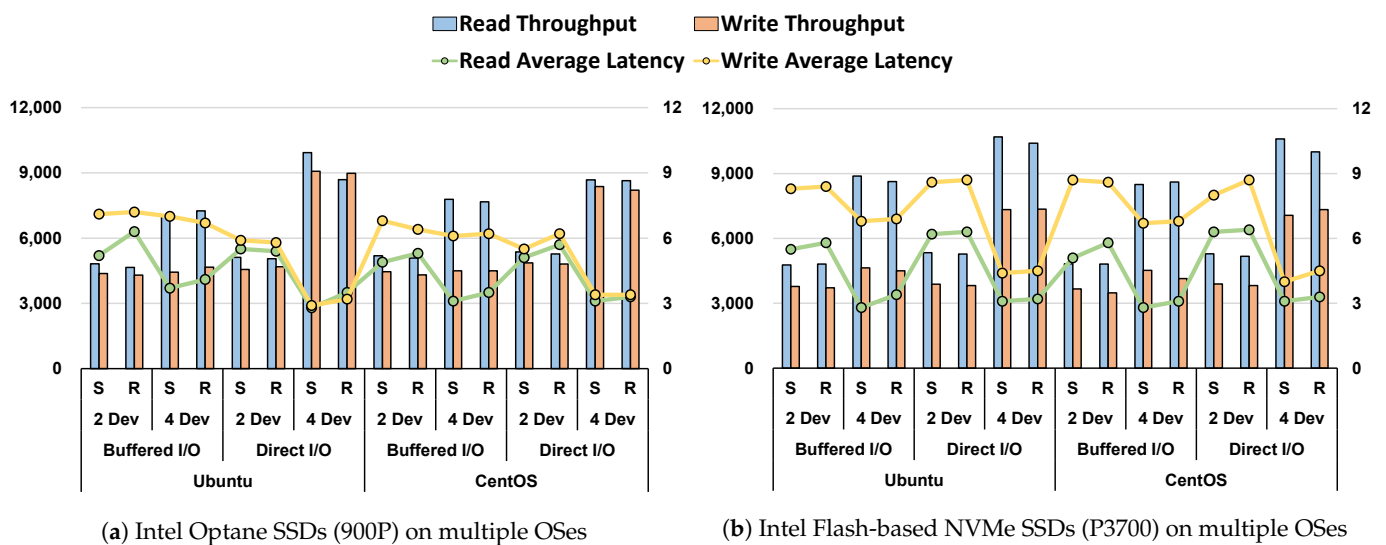 Read Throughput Write Throughput
Read Average Latency Write Average Latency
12,000 12 12,000 12
9,000 9 9,000 9
6,000 6 6,000 6
3,000 3 3,000 3
0 0 0 0
S R S R S R S R S R S R S R S R S R S R S R S R S R S R S R S R
2 Dev 4 Dev 2 Dev 4 Dev 2 Dev 4 Dev 2 Dev 4 Dev 2 Dev 4 Dev 2 Dev 4 Dev 2 Dev 4 Dev 2 Dev 4 Dev
Buffered I/O Direct I/O Buffered I/O Direct I/O Buffered I/O Direct I/O Buffered I/O Direct I/O
Ubuntu CentOS Ubuntu CentOS
(a) Intel Optane SSDs (900P) on multiple OSes (b) Intel Flash-based NVMe SSDs (P3700) on multiple OSes